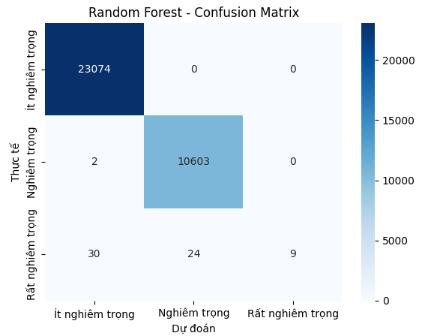 Random Forest - Confusion Matrix
Thực tế
Ít nghiêm trọng
23074 0 0
Nghiêm trọng
2 10603 0
Rất nghiêm trọng
30 24 9
Ít nghiêm trọng Nghiêm trọng Rất nghiêm trọng
Dự đoán
20000
15000
10000
5000
0